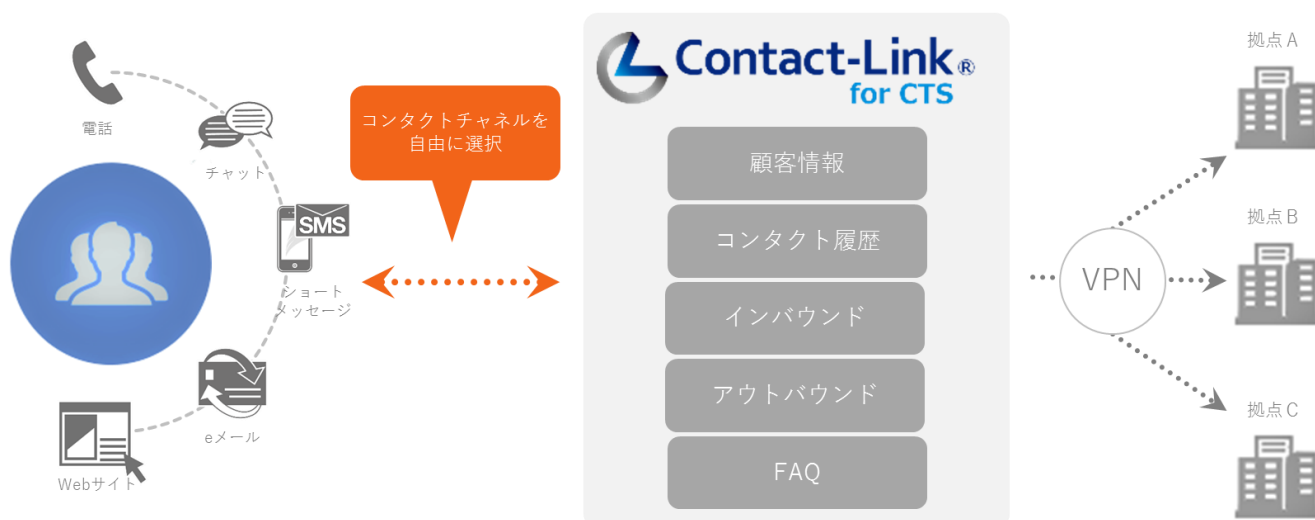 電話
チャット
SMS
ショート
メッセージ
eメール
Webサイト
コンタクトチャネルを
自由に選択
Contact-Link®
for CTS
顧客情報
コンタクト履歴
インバウンド
アウトバウンド
FAQ
VPN
拠点A
拠点B
拠点C